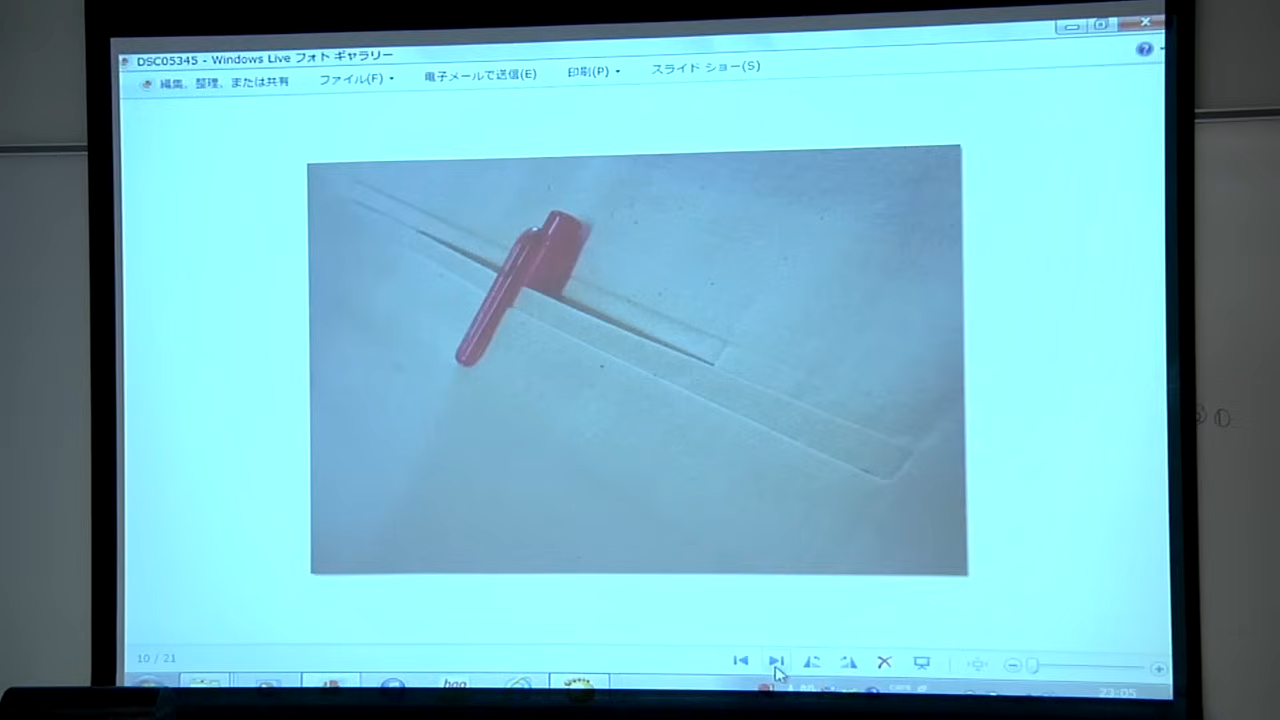 DSC05345 - Windows Live フォト ギャラリー
編集、整理、または共有 ファイル(F) 電子メールで送信(E) 印刷(P) スライド ショー(S)
10 / 21
23:05